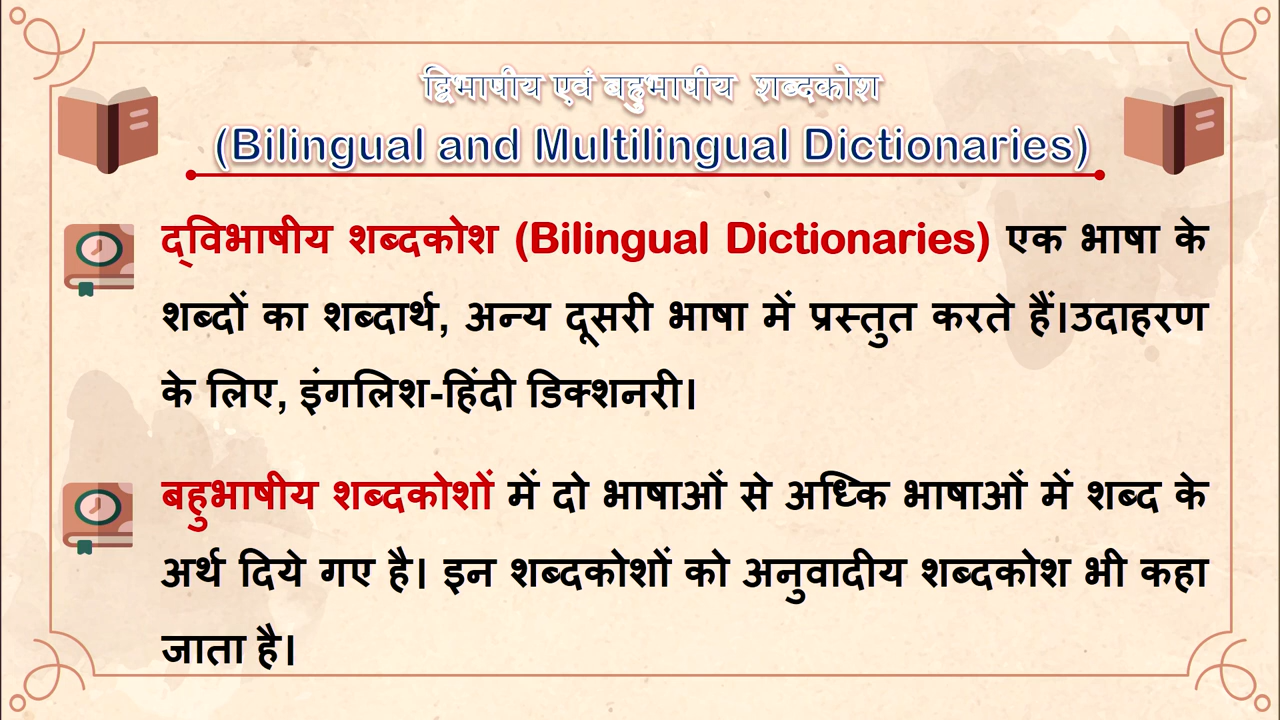 द्विभाषीय एवं बहुभाषीय शब्दकोश
(Bilingual and Multilingual Dictionaries)
द्‌विभाषीय शब्दकोश (Bilingual Dictionaries) एक भाषा के
शब्दों का शब्दार्थ, अन्य दूसरी भाषा में प्रस्तुत करते हैं।उदाहरण
के लिए, इंगलिश-हिंदी डिक्शनरी।
बहुभाषीय शब्दकोशों में दो भाषाओं से अध्कि भाषाओं में शब्द के
अर्थ दिये गए है। इन शब्दकोशों को अनुवादीय शब्दकोश भी कहा
जाता है।